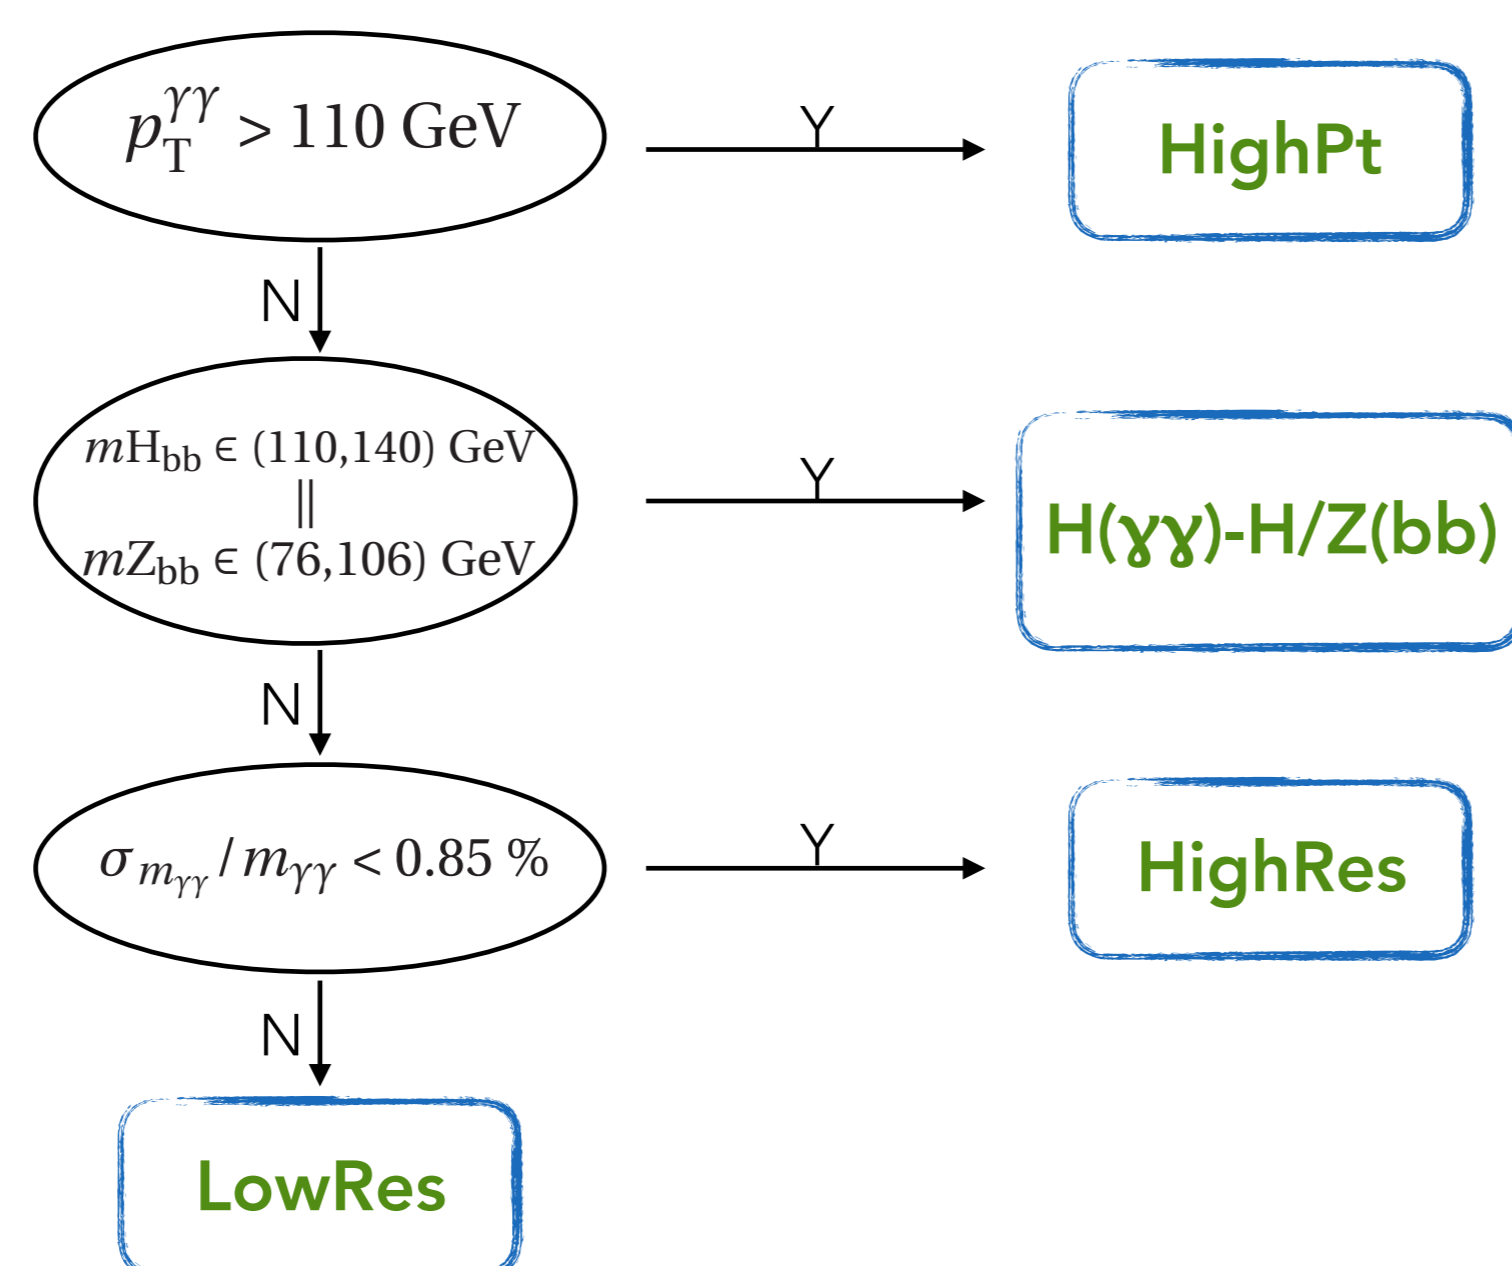 p_T^γγ > 110 GeV
Y
HighPt
N
mH_bb ∈ (110,140) GeV
||
mZ_bb ∈ (76,106) GeV
Y
H(γγ)-H/Z(bb)
N
σ_m_γγ / m_γγ < 0.85 %
Y
HighRes
N
LowRes